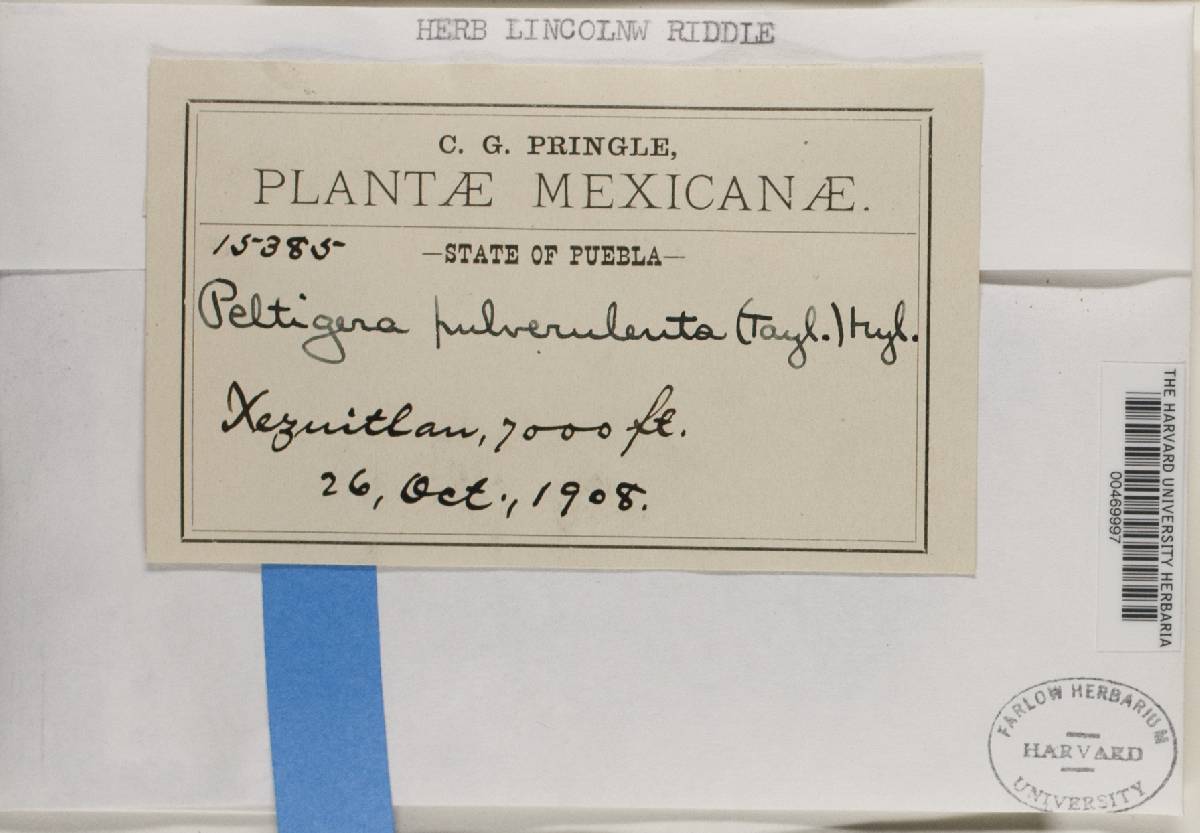 HERB LINCOLNW RIDDLE
C. G. PRINGLE,
PLANTÆ MEXICANÆ.
15385 —STATE OF PUEBLA—
Peltigera pulverulenta (Tayl.) Nyl.
Xezuitlan, 7000 ft.
26, Oct., 1908.
THE HARVARD UNIVERSITY HERBARIA
00469997
FARLOW HERBARIUM
HARVARD
UNIVERSITY